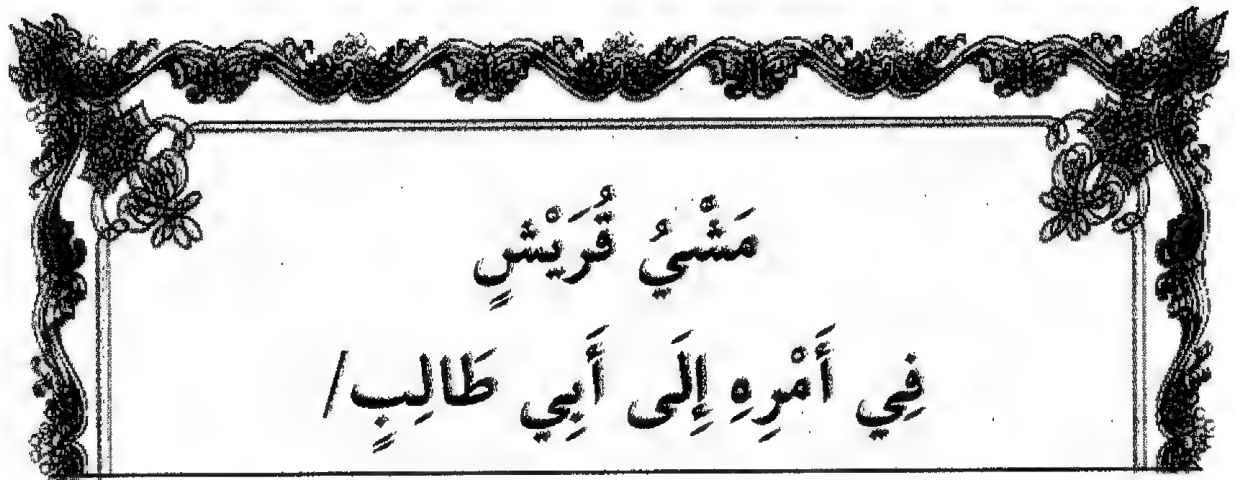 مَشْيُ قُرَيْشٍ
فِي أَمْرِهِ إِلَى أَبِي طَالِبٍ/